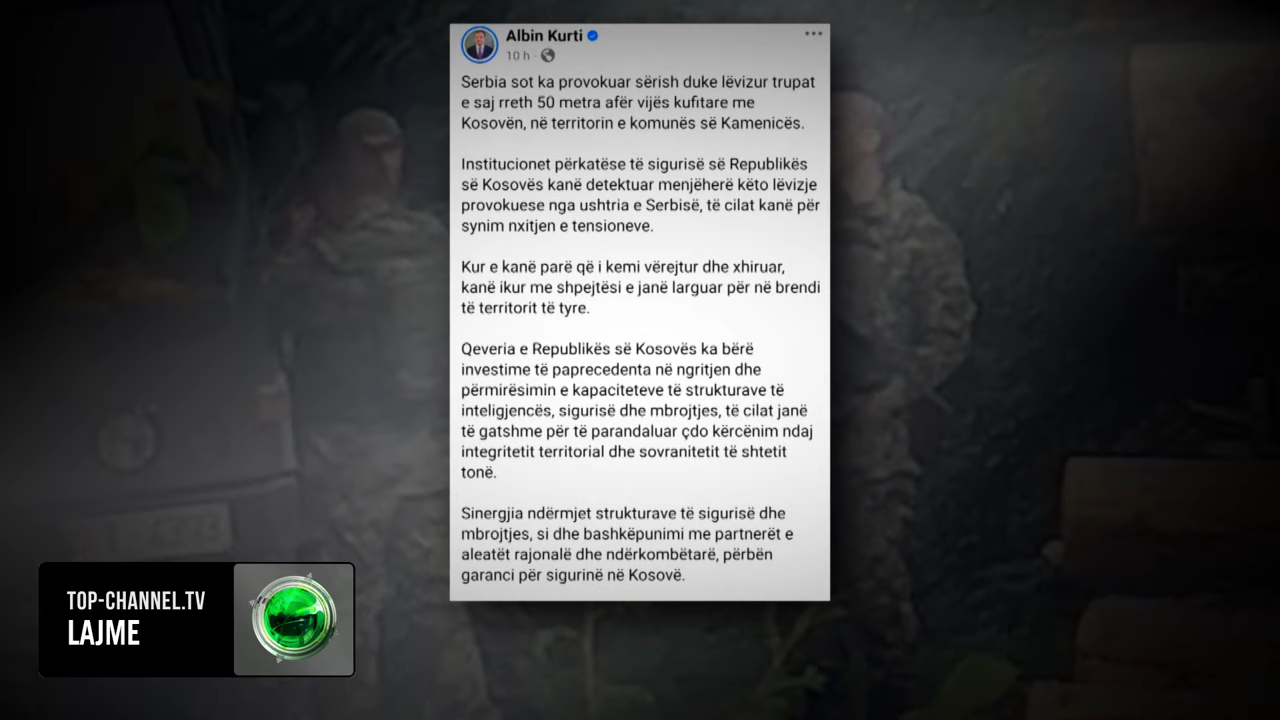 Albin Kurti
10 h
Serbia sot ka provokuar sërish duke lëvizur trupat
e saj rreth 50 metra afër vijës kufitare me
Kosovën, në territorin e komunës së Kamenicës.
Institucionet përkatëse të sigurisë së Republikës
së Kosovës kanë detektuar menjëherë këto lëvizje
provokuese nga ushtria e Serbisë, të cilat kanë për
synim nxitjen e tensioneve.
Kur e kanë parë që i kemi vërejtur dhe xhiruar,
kanë ikur me shpejtësi e janë larguar për në brendi
të territorit të tyre.
Qeveria e Republikës së Kosovës ka bërë
investime të paprecedenta në ngritjen dhe
përmirësimin e kapaciteteve të strukturave të
inteligjencës, sigurisë dhe mbrojtjes, të cilat janë
të gatshme për të parandaluar çdo kërcënim ndaj
integritetit territorial dhe sovranitetit të shtetit
tonë.
Sinergjia ndërmjet strukturave të sigurisë dhe
mbrojtjes, si dhe bashkëpunimi me partnerët e
aleatët rajonalë dhe ndërkombëtarë, përbën
garanci për sigurinë në Kosovë.
TOP-CHANNEL.TV
LAJME